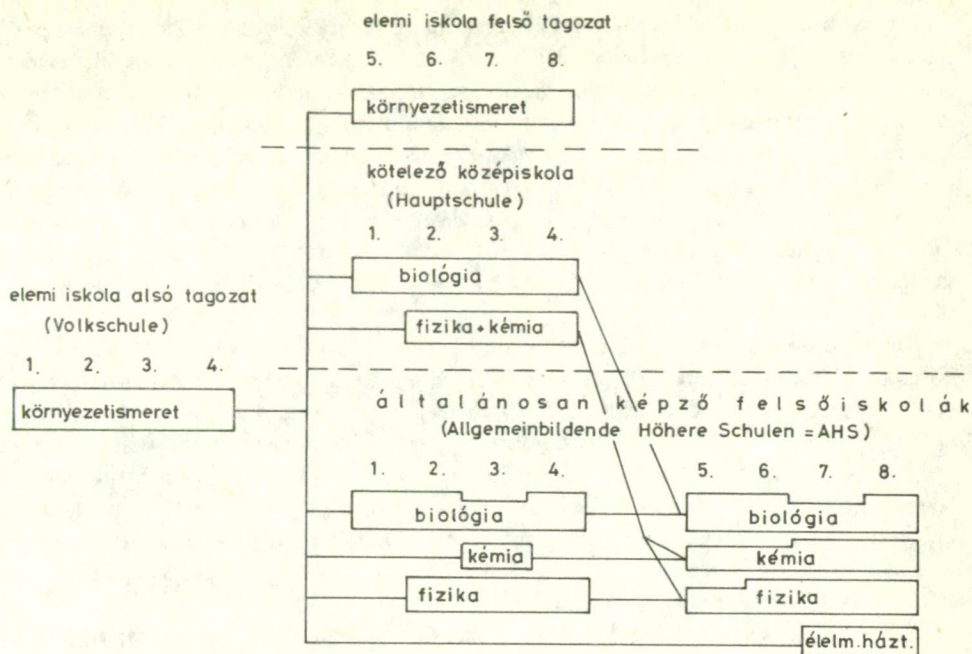 elemi iskola felső tagozat
5. 6. 7. 8.
környezetismeret
kötelező középiskola
(Hauptschule)
1. 2. 3. 4.
biológia
fizika + kémia
elemi iskola alsó tagozat
(Volkschule)
1. 2. 3. 4.
környezetismeret
általánosan képző felsőiskolák
(Allgemeinbildende Höhere Schulen = AHS)
1. 2. 3. 4. 5. 6. 7. 8.
biológia biológia
kémia kémia
fizika fizika
élelm. házt.